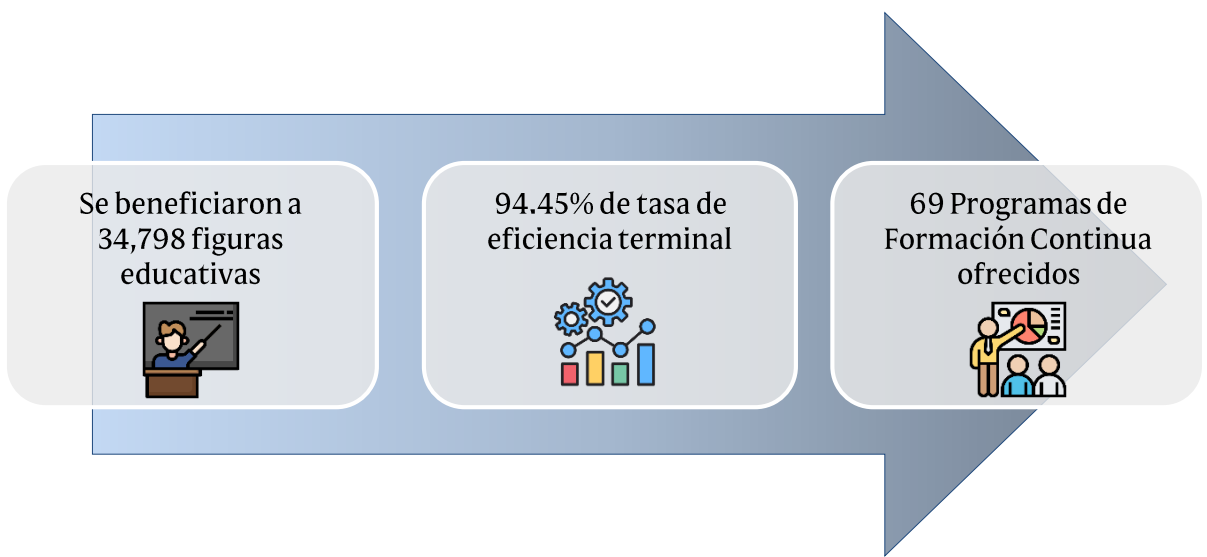 Se beneficiaron a
34,798 figuras
educativas
94.45% de tasa de
eficiencia terminal
69 Programas de
Formación Continua
ofrecidos